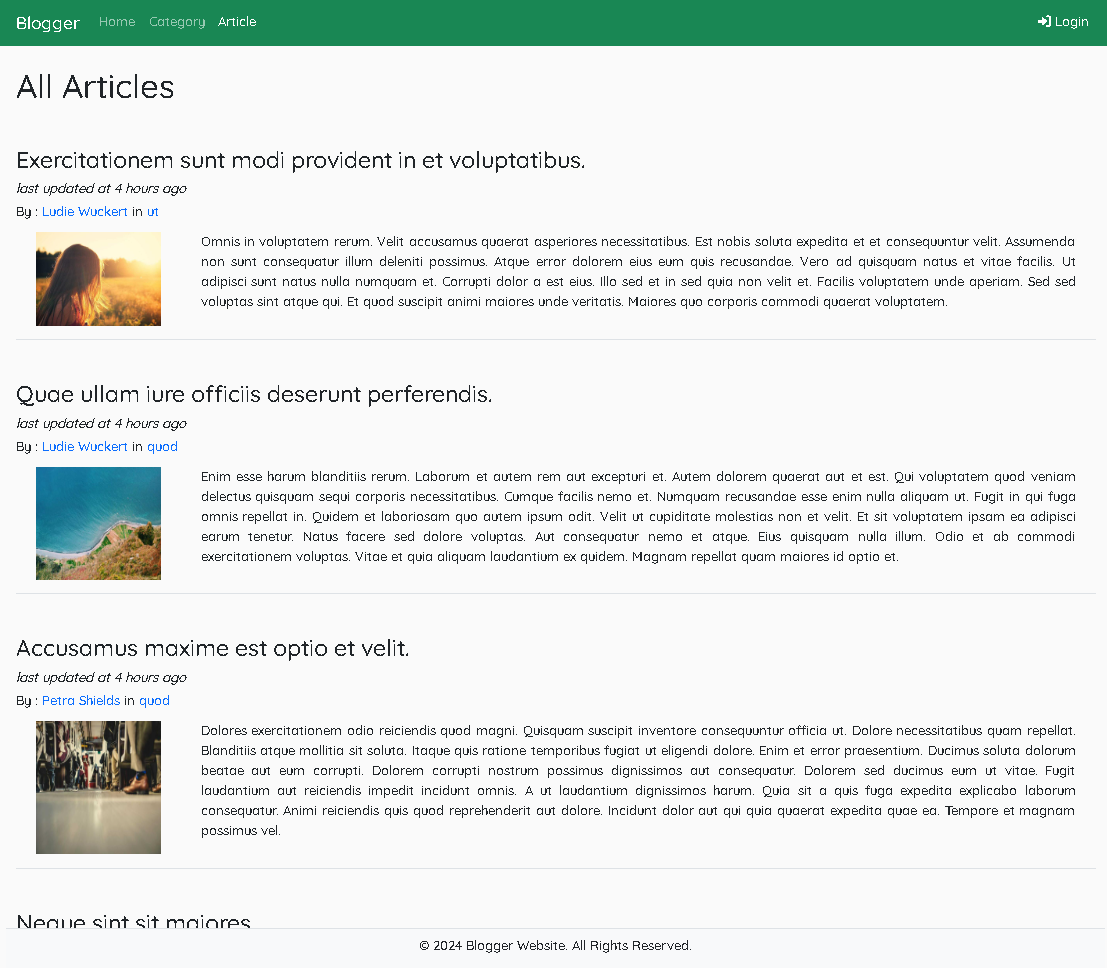 Blogger Home Category Article Login
All Articles
Exercitationem sunt modi provident in et voluptatibus.
last updated at 4 hours ago
By : Ludie Wuckert in ut
Omnis in voluptatem rerum. Velit accusamus quaerat asperiores necessitatibus. Est nobis soluta expedita et et consequuntur velit. Assumenda
non sunt consequatur illum deleniti possimus. Atque error dolorem eius eum quis recusandae. Vero ad quisquam natus et vitae facilis. Ut
adipisci sunt natus nulla numquam et. Corrupti dolor a est eius. Illo sed et in sed quia non velit et. Facilis voluptatem unde aperiam. Sed sed
voluptas sint atque qui. Et quod suscipit animi maiores unde veritatis. Maiores quo corporis commodi quaerat voluptatem.
Quae ullam iure officiis deserunt perferendis.
last updated at 4 hours ago
By : Ludie Wuckert in quod
Enim esse harum blanditiis rerum. Laborum et autem rem aut excepturi et. Autem dolorem quaerat aut et est. Qui voluptatem quod veniam
delectus quisquam sequi corporis necessitatibus. Cumque facilis nemo et. Numquam recusandae esse enim nulla aliquam ut. Fugit in qui fuga
omnis repellat in. Quidem et laboriosam quo autem ipsum odit. Velit ut cupiditate molestias non et velit. Et sit voluptatem ipsam ea adipisci
earum tenetur. Natus facere sed dolore voluptas. Aut consequatur nemo et atque. Eius quisquam nulla illum. Odio et ab commodi
exercitationem voluptas. Vitae et quia aliquam laudantium ex quidem. Magnam repellat quam maiores id optio et.
Accusamus maxime est optio et velit.
last updated at 4 hours ago
By : Petra Shields in quod
Dolores exercitationem odio reiciendis quod magni. Quisquam suscipit inventore consequuntur officia ut. Dolore necessitatibus quam repellat.
Blanditiis atque mollitia sit soluta. Itaque quis ratione temporibus fugiat ut eligendi dolore. Enim et error praesentium. Ducimus soluta dolorum
beatae aut eum corrupti. Dolorem corrupti nostrum possimus dignissimos aut consequatur. Dolorem sed ducimus eum ut vitae. Fugit
laudantium aut reiciendis impedit incidunt omnis. A ut laudantium dignissimos harum. Quia sit a quis fuga expedita explicabo laborum
consequatur. Animi reiciendis quis quod reprehenderit aut dolore. Incidunt dolor aut qui quia quaerat expedita quae ea. Tempore et magnam
possimus vel.
Neque sint sit maiores
© 2024 Blogger Website. All Rights Reserved.